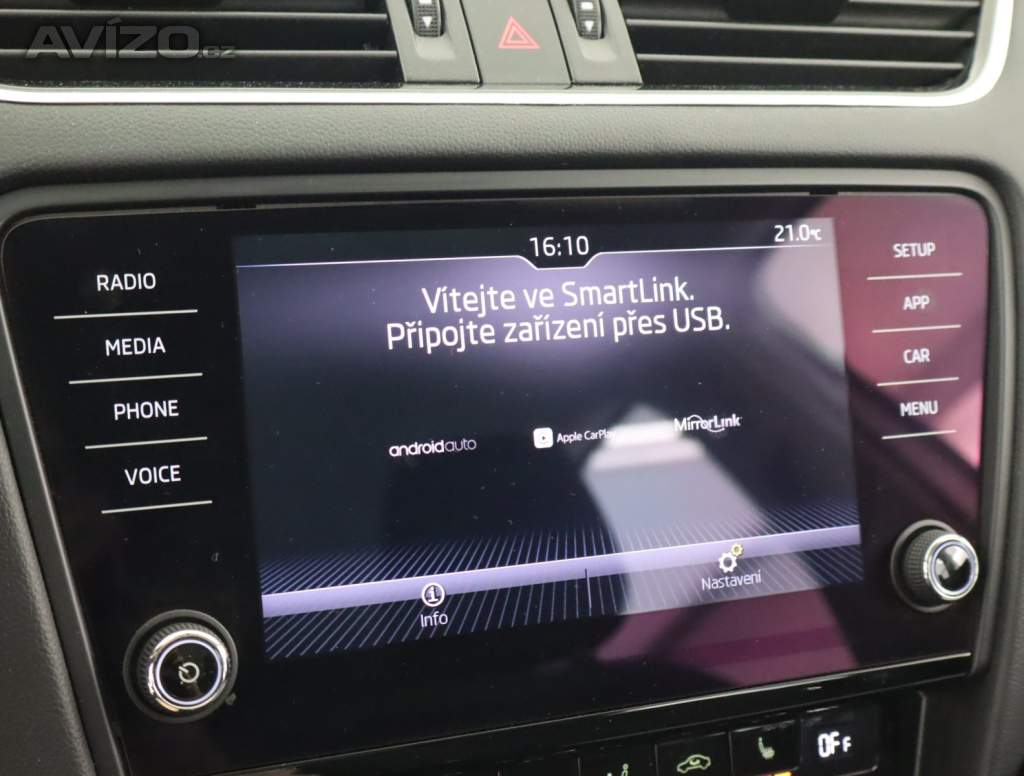 AVÍZO.cz
16:10
21.0°C
Vítejte ve SmartLink.
Připojte zařízení přes USB.
androidauto
Apple CarPlay
MirrorLink
Info
Nastavení
RADIO
MEDIA
PHONE
VOICE
SETUP
APP
CAR
MENU
OFF